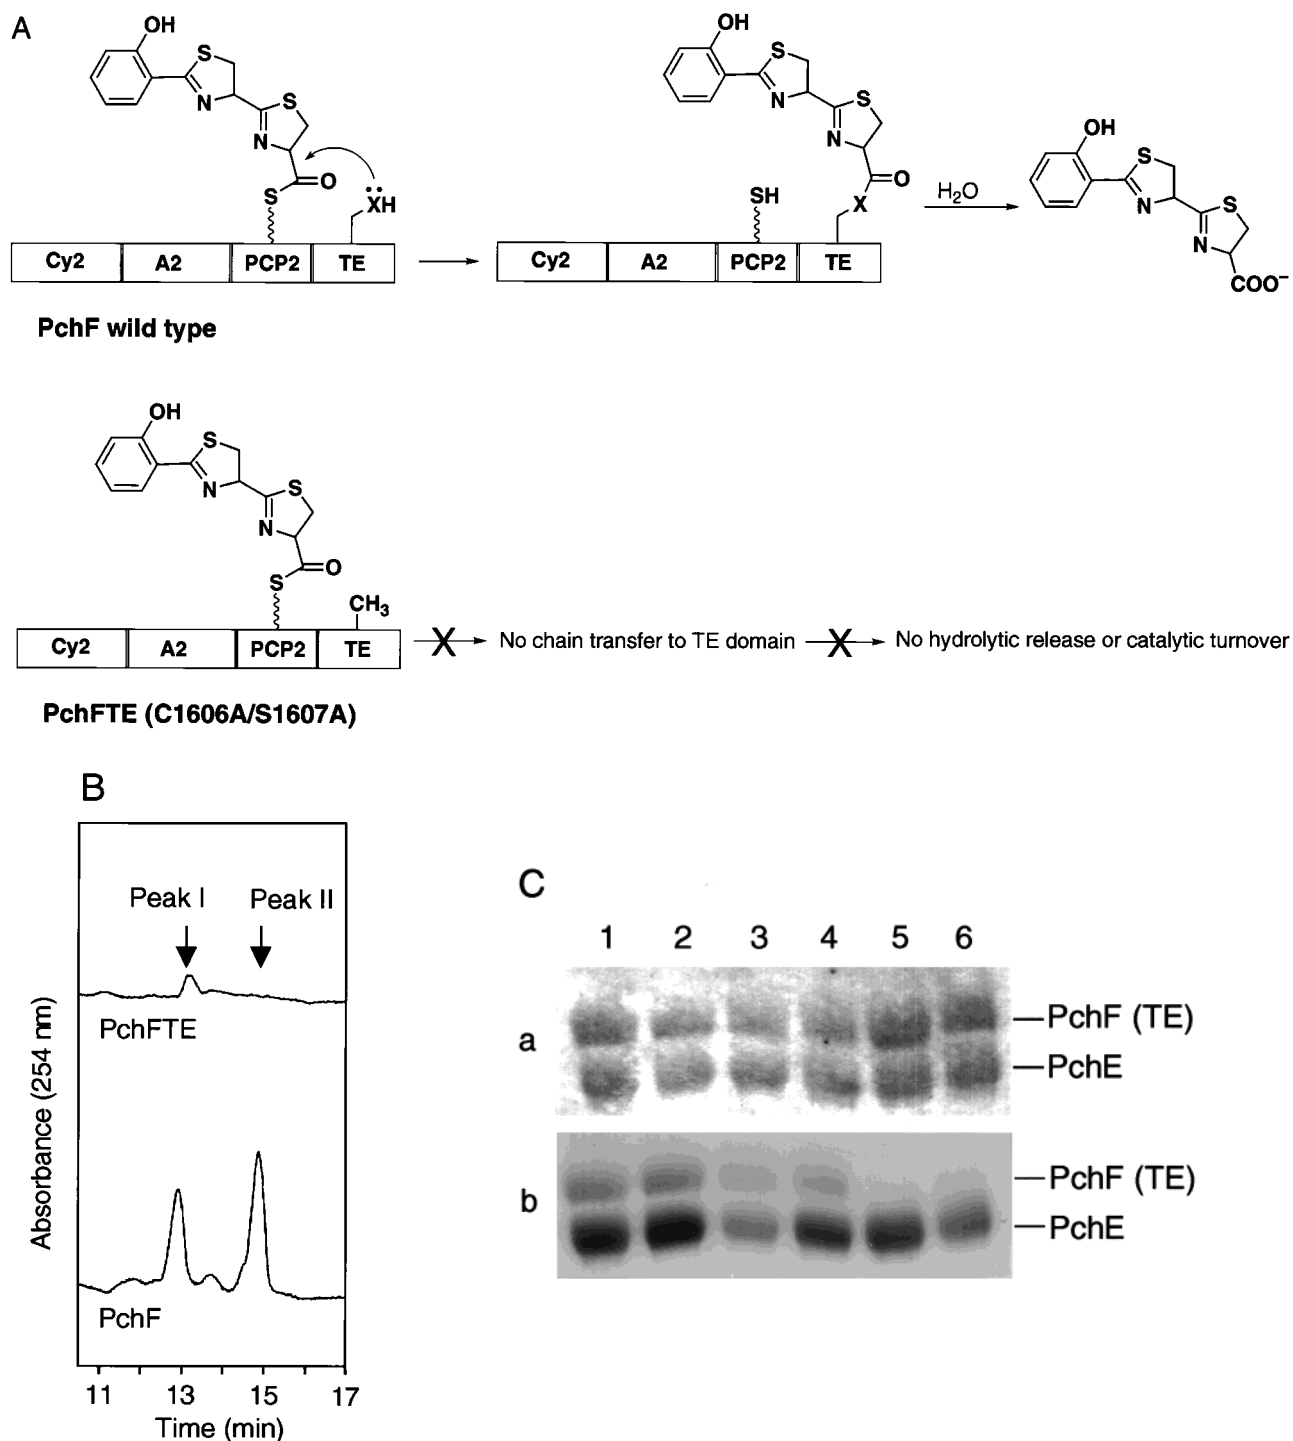 A
OH
S
N
S
N
S
O
XH
Cy2 A2 PCP2 TE
PchF wild type
OH
S
N
S
N
O
SH
X
Cy2 A2 PCP2 TE
H₂O
OH
S
N
S
N
COO⁻
OH
S
N
S
N
S
O
CH₃
Cy2 A2 PCP2 TE
X No chain transfer to TE domain X No hydrolytic release or catalytic turnover
PchFTE (C1606A/S1607A)
B
Peak I Peak II
PchFTE
PchF
Absorbance (254 nm)
11 13 15 17
Time (min)
C
1 2 3 4 5 6
a
PchF (TE)
PchE
b
PchF (TE)
PchE